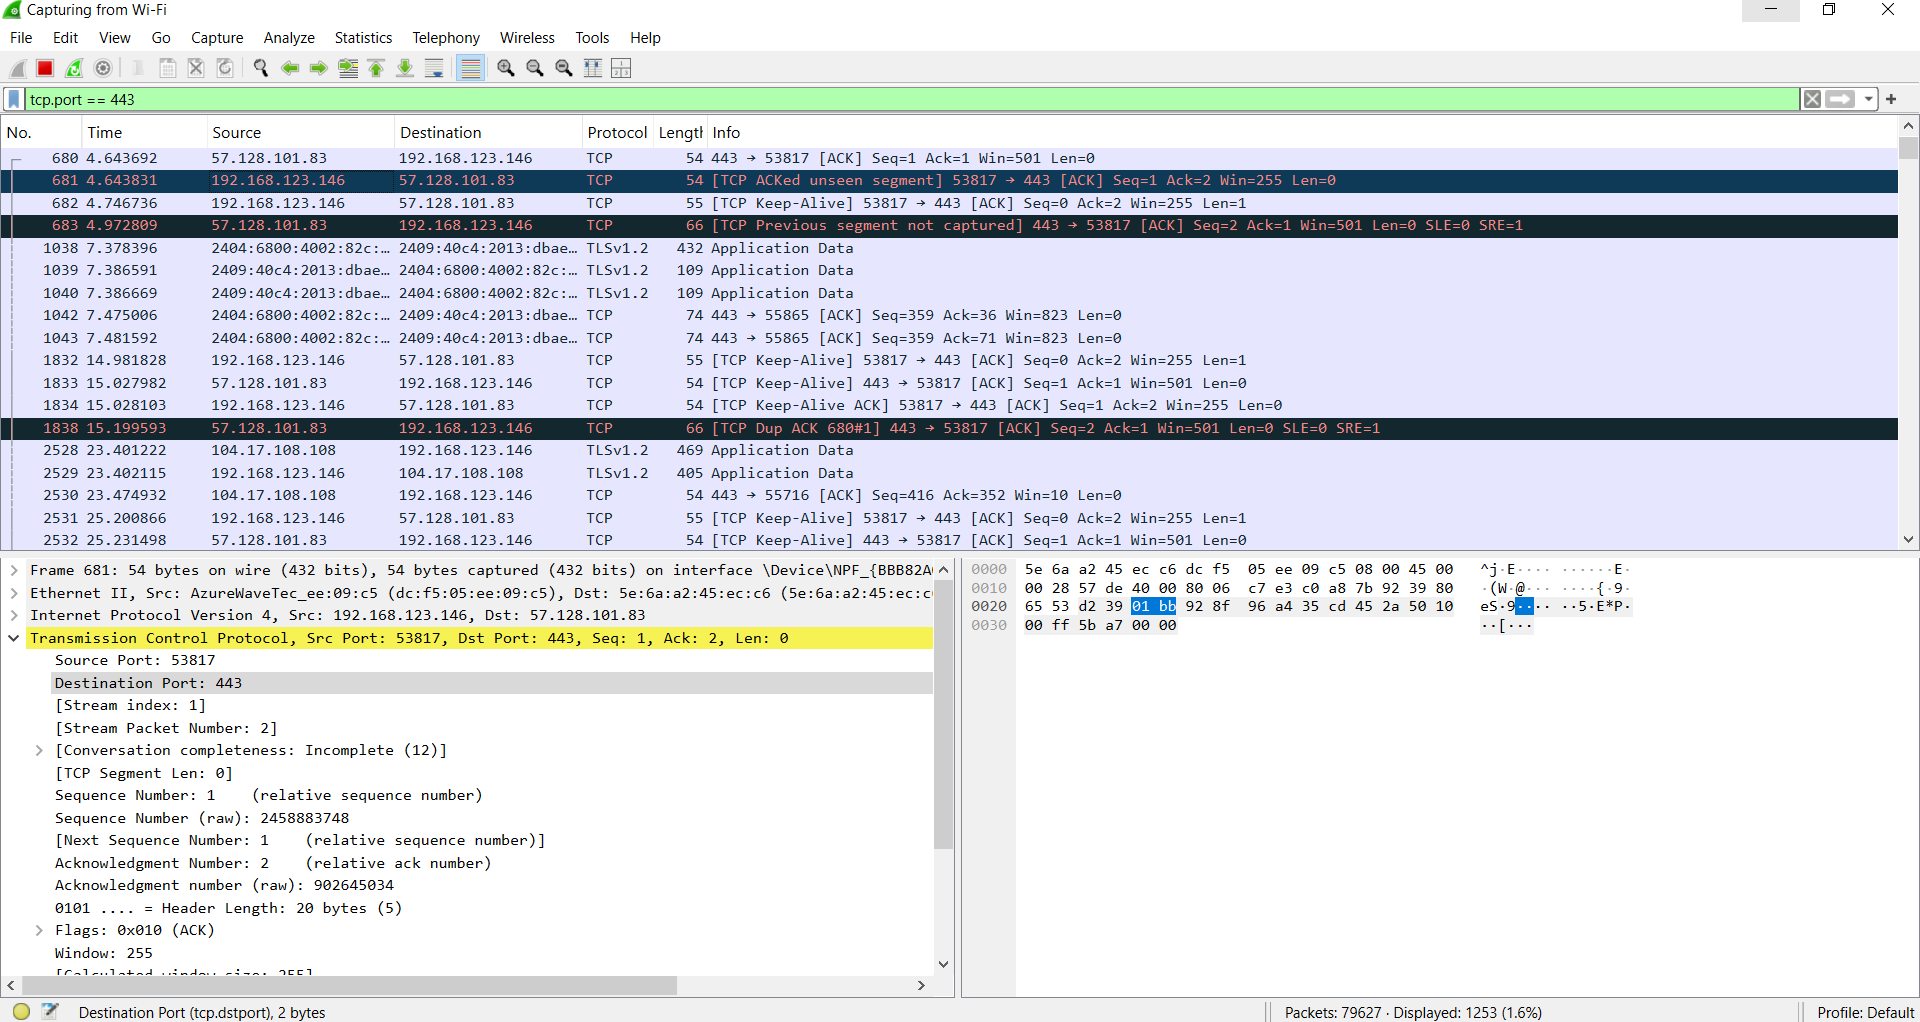 Capturing from Wi-Fi
File Edit View Go Capture Analyze Statistics Telephony Wireless Tools Help
tcp.port == 443
No. Time Source Destination Protocol Length Info
680 4.643692 57.128.101.83 192.168.123.146 TCP 54 443 → 53817 [ACK] Seq=1 Ack=1 Win=501 Len=0
681 4.643831 192.168.123.146 57.128.101.83 TCP 54 [TCP ACKed unseen segment] 53817 → 443 [ACK] Seq=1 Ack=2 Win=255 Len=0
682 4.746736 192.168.123.146 57.128.101.83 TCP 55 [TCP Keep-Alive] 53817 → 443 [ACK] Seq=0 Ack=2 Win=255 Len=1
683 4.972809 57.128.101.83 192.168.123.146 TCP 66 [TCP Previous segment not captured] 443 → 53817 [ACK] Seq=2 Ack=1 Win=501 Len=0 SLE=0 SRE=1
1038 7.378396 2404:6800:4002:82c:… 2409:40c4:2013:dbae… TLSv1.2 432 Application Data
1039 7.386591 2409:40c4:2013:dbae… 2404:6800:4002:82c:… TLSv1.2 109 Application Data
1040 7.386669 2409:40c4:2013:dbae… 2404:6800:4002:82c:… TLSv1.2 109 Application Data
1042 7.475006 2404:6800:4002:82c:… 2409:40c4:2013:dbae… TCP 74 443 → 55865 [ACK] Seq=359 Ack=36 Win=823 Len=0
1043 7.481592 2404:6800:4002:82c:… 2409:40c4:2013:dbae… TCP 74 443 → 55865 [ACK] Seq=359 Ack=71 Win=823 Len=0
1832 14.981828 192.168.123.146 57.128.101.83 TCP 55 [TCP Keep-Alive] 53817 → 443 [ACK] Seq=0 Ack=2 Win=255 Len=1
1833 15.027982 57.128.101.83 192.168.123.146 TCP 54 [TCP Keep-Alive] 443 → 53817 [ACK] Seq=1 Ack=1 Win=501 Len=0
1834 15.028103 192.168.123.146 57.128.101.83 TCP 54 [TCP Keep-Alive ACK] 53817 → 443 [ACK] Seq=1 Ack=2 Win=255 Len=0
1838 15.199593 57.128.101.83 192.168.123.146 TCP 66 [TCP Dup ACK 680#1] 443 → 53817 [ACK] Seq=2 Ack=1 Win=501 Len=0 SLE=0 SRE=1
2528 23.401222 104.17.108.108 192.168.123.146 TLSv1.2 469 Application Data
2529 23.402115 192.168.123.146 104.17.108.108 TLSv1.2 405 Application Data
2530 23.474932 104.17.108.108 192.168.123.146 TCP 54 443 → 55716 [ACK] Seq=416 Ack=352 Win=10 Len=0
2531 25.200866 192.168.123.146 57.128.101.83 TCP 55 [TCP Keep-Alive] 53817 → 443 [ACK] Seq=0 Ack=2 Win=255 Len=1
2532 25.231498 57.128.101.83 192.168.123.146 TCP 54 [TCP Keep-Alive] 443 → 53817 [ACK] Seq=1 Ack=1 Win=501 Len=0
Frame 681: 54 bytes on wire (432 bits), 54 bytes captured (432 bits) on interface \Device\NPF_{BBB82A
Ethernet II, Src: AzureWaveTec_ee:09:c5 (dc:f5:05:ee:09:c5), Dst: 5e:6a:a2:45:ec:c6 (5e:6a:a2:45:ec:c
Internet Protocol Version 4, Src: 192.168.123.146, Dst: 57.128.101.83
Transmission Control Protocol, Src Port: 53817, Dst Port: 443, Seq: 1, Ack: 2, Len: 0
Source Port: 53817
Destination Port: 443
[Stream index: 1]
[Stream Packet Number: 2]
[Conversation completeness: Incomplete (12)]
[TCP Segment Len: 0]
Sequence Number: 1 (relative sequence number)
Sequence Number (raw): 2458883748
[Next Sequence Number: 1 (relative sequence number)]
Acknowledgment Number: 2 (relative ack number)
Acknowledgment number (raw): 902645034
0101 .... = Header Length: 20 bytes (5)
Flags: 0x010 (ACK)
Window: 255
[Calculated window size: 255]
0000 5e 6a a2 45 ec c6 dc f5 05 ee 09 c5 08 00 45 00 ^j·E···· ······E·
0010 00 28 57 de 40 00 80 06 c7 e3 c0 a8 7b 92 39 80 ·(W·@··· ····{·9·
0020 65 53 d2 39 01 bb 92 8f 96 a4 35 cd 45 2a 50 10 eS·9···· ··5·E*P·
0030 00 ff 5b a7 00 00 ··[···
Destination Port (tcp.dstport), 2 bytes
Packets: 79627 · Displayed: 1253 (1.6%)
Profile: Default